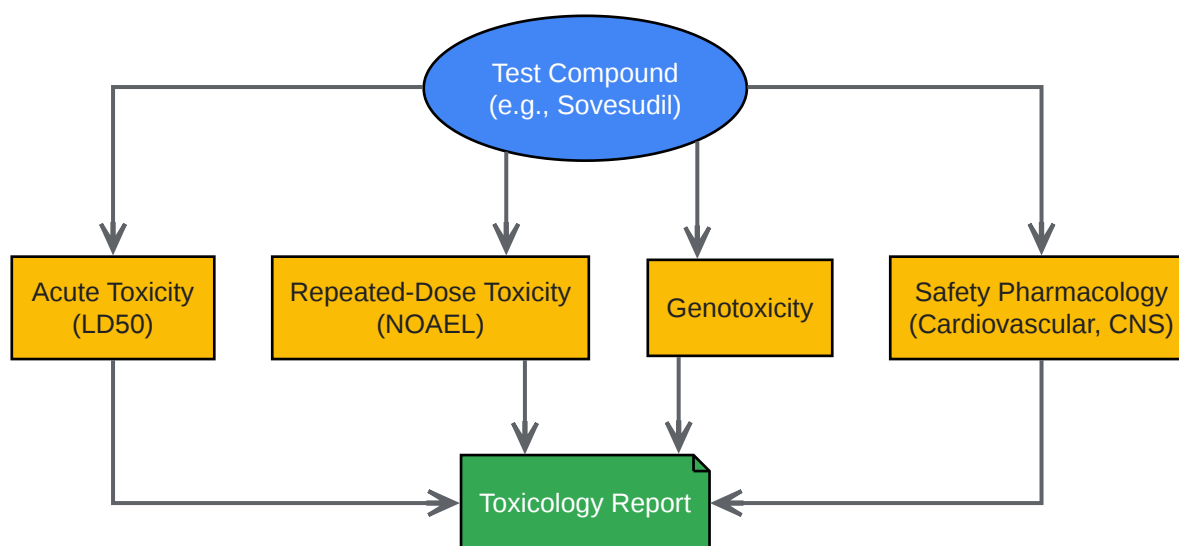 Test Compound
(e.g., Sovesudil)
Acute Toxicity
(LD50)
Repeated-Dose Toxicity
(NOAEL)
Genotoxicity
Safety Pharmacology
(Cardiovascular, CNS)
Toxicology Report